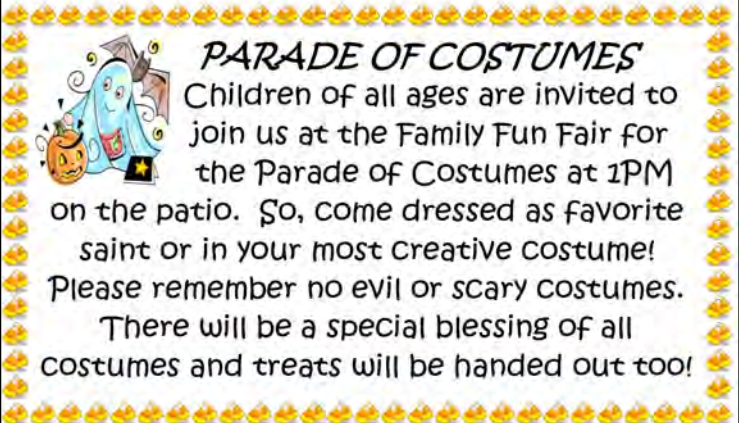 PARADE OF COSTUMES
Children of all ages are invited to
join us at the Family Fun Fair for
the Parade of Costumes at 1PM
on the patio. So, come dressed as favorite
saint or in your most creative costume!
Please remember no evil or scary costumes.
There will be a special blessing of all
costumes and treats will be handed out too!